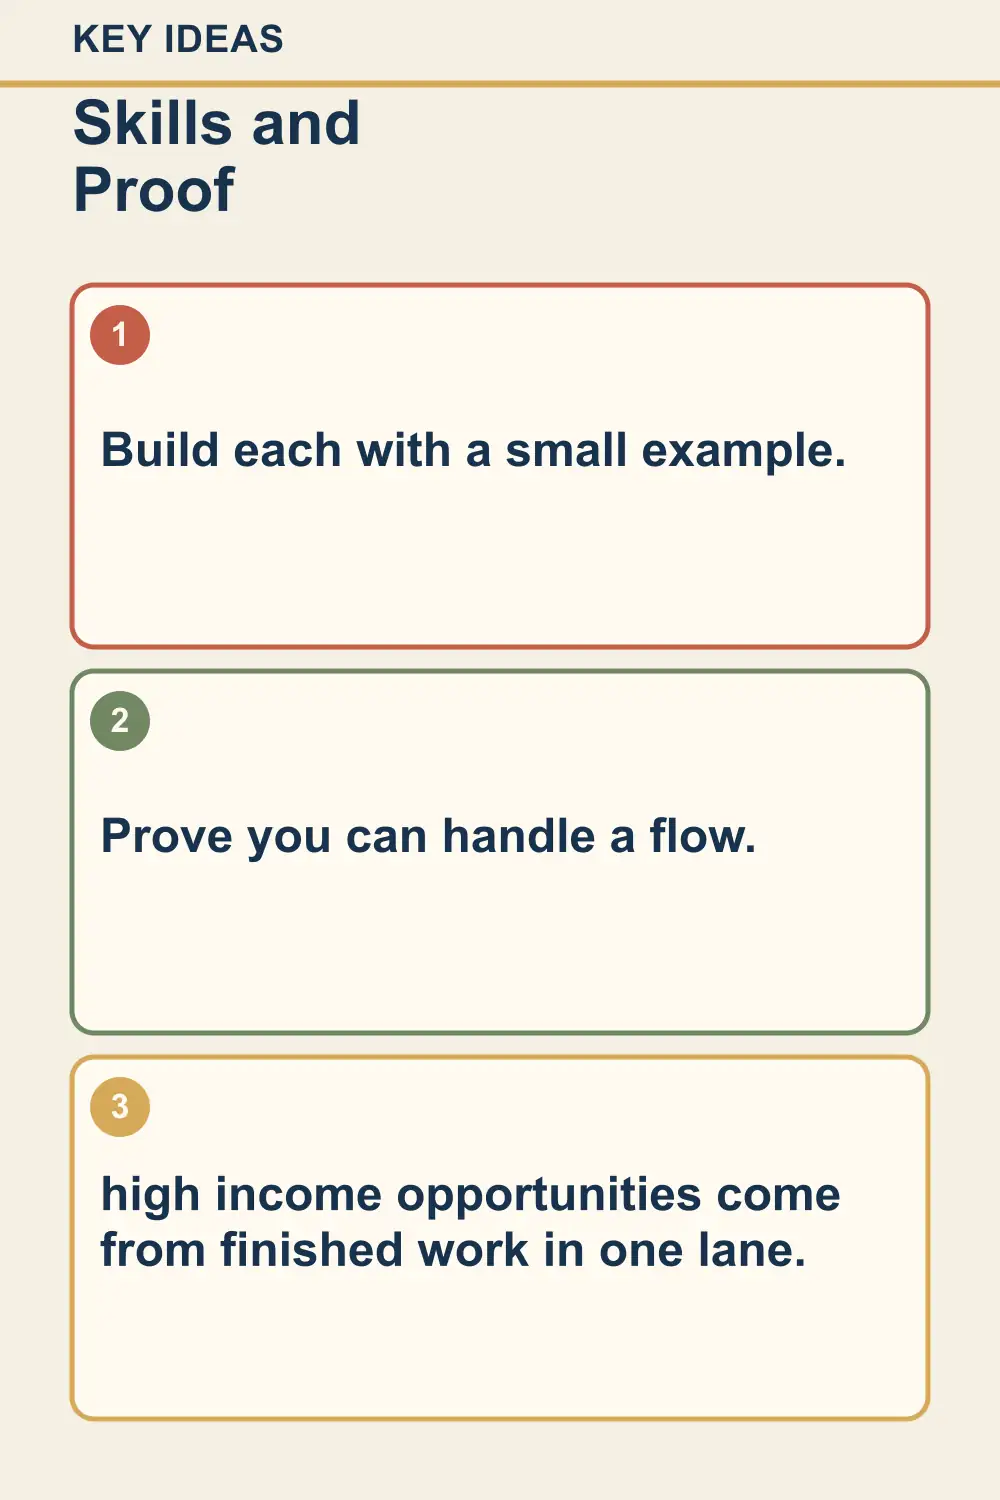 KEY IDEAS
Skills and
Proof
1
Build each with a small example.
2
Prove you can handle a flow.
3
high income opportunities come
from finished work in one lane.